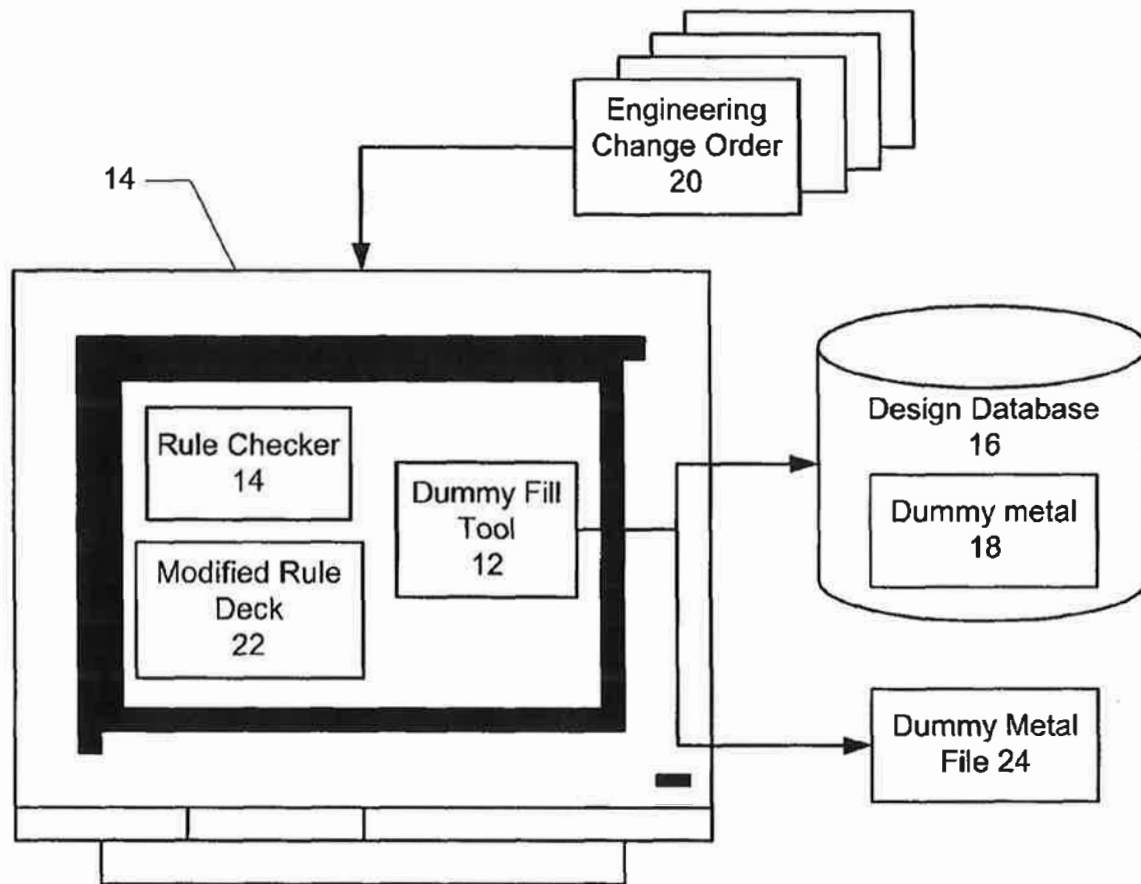 Engineering
Change Order
20
14
Rule Checker
14
Modified Rule
Deck
22
Dummy Fill
Tool
12
Design Database
16
Dummy metal
18
Dummy Metal
File 24